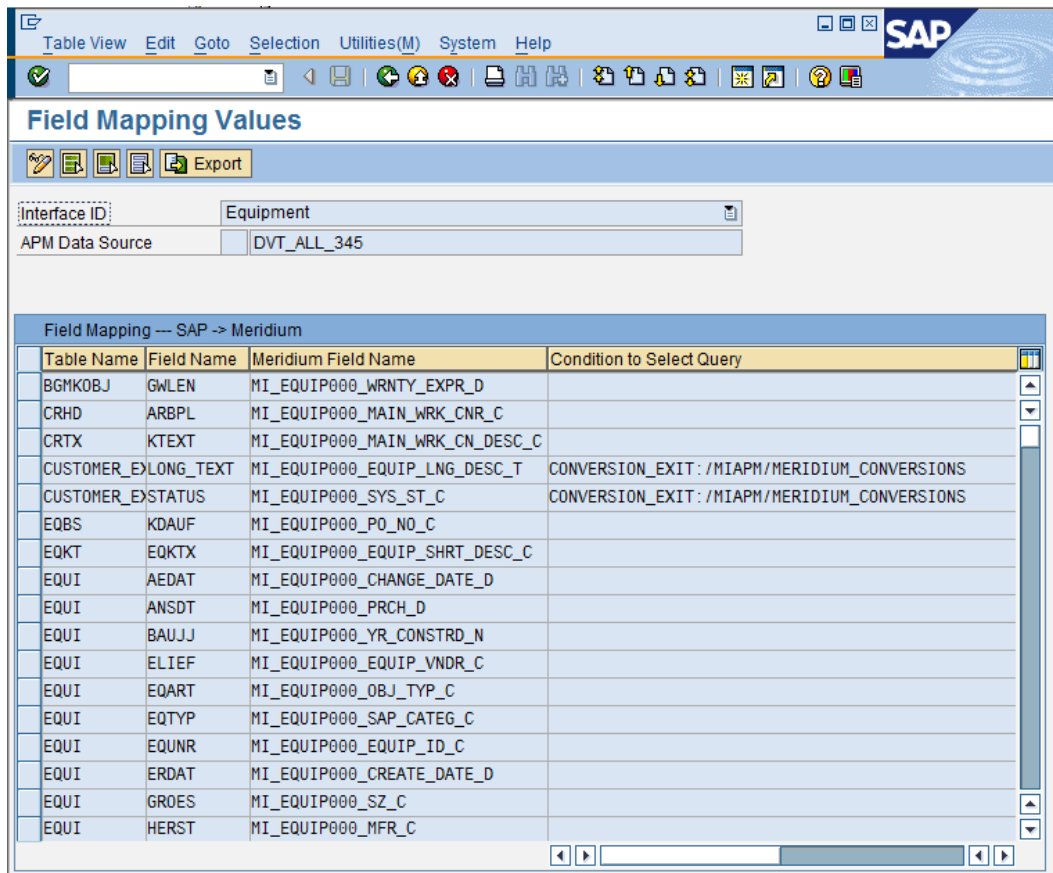 Table View Edit Goto Selection Utilities(M) System Help
SAP
Field Mapping Values
Export
Interface ID: Equipment
APM Data Source DVT_ALL_345
Field Mapping --- SAP -> Meridium
Table Name Field Name Meridium Field Name Condition to Select Query
BGMKOBJ GWLEN MI_EQUIP000_WRNTY_EXPR_D
CRHD ARBPL MI_EQUIP000_MAIN_WRK_CNR_C
CRTX KTEXT MI_EQUIP000_MAIN_WRK_CN_DESC_C
CUSTOMER_EX LONG_TEXT MI_EQUIP000_EQUIP_LNG_DESC_T CONVERSION_EXIT:/MIAPM/MERIDIUM_CONVERSIONS
CUSTOMER_EX STATUS MI_EQUIP000_SYS_ST_C CONVERSION_EXIT:/MIAPM/MERIDIUM_CONVERSIONS
EQBS KDAUF MI_EQUIP000_PO_NO_C
EQKT EQKTX MI_EQUIP000_EQUIP_SHRT_DESC_C
EQUI AEDAT MI_EQUIP000_CHANGE_DATE_D
EQUI ANSDT MI_EQUIP000_PRCH_D
EQUI BAUJJ MI_EQUIP000_YR_CONSTRD_N
EQUI ELIEF MI_EQUIP000_EQUIP_VNDR_C
EQUI EQART MI_EQUIP000_OBJ_TYP_C
EQUI EQTYP MI_EQUIP000_SAP_CATEG_C
EQUI EQUNR MI_EQUIP000_EQUIP_ID_C
EQUI ERDAT MI_EQUIP000_CREATE_DATE_D
EQUI GROES MI_EQUIP000_SZ_C
EQUI HERST MI_EQUIP000_MFR_C